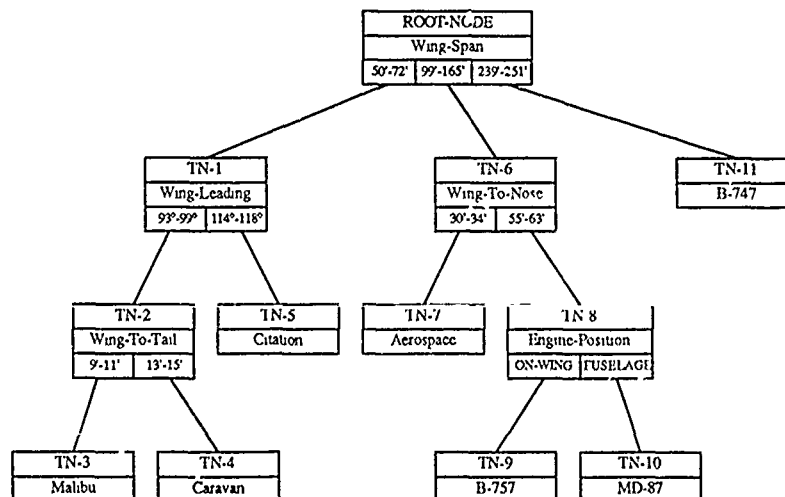 ROOT-NODE
Wing-Span
50'-72' 99'-165' 239'-251'
TN-1 TN-6 TN-11
Wing-Leading Wing-To-Nose B-747
93°-99° 114°-118° 30'-34' 55'-63'
TN-2 TN-5 TN-7 TN 8
Wing-To-Tail Citation Aerospace Engine-Position
9'-11' 13'-15' ON-WING FUSELAGE
TN-3 TN-4 TN-9 TN-10
Malibu Caravan B-757 MD-87